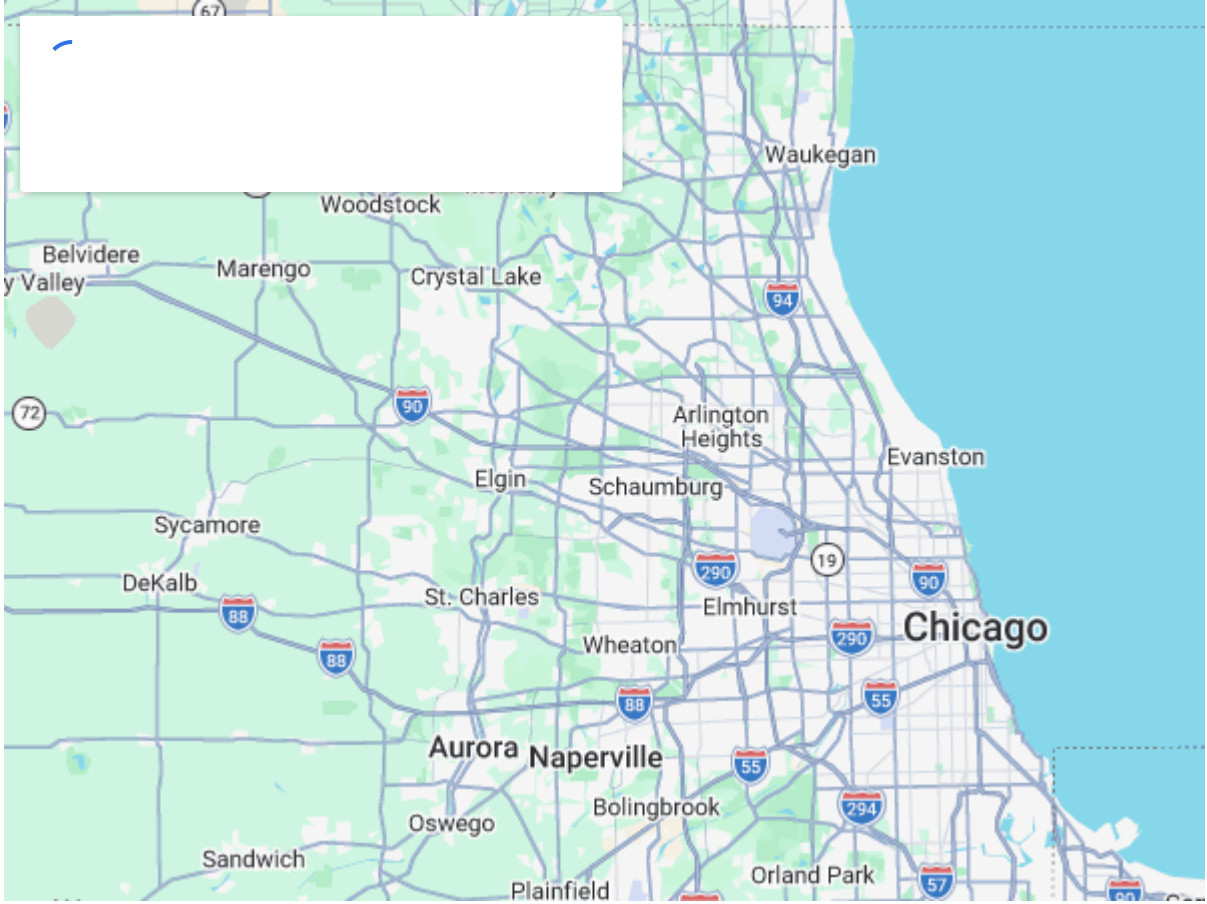 67
Waukegan
Woodstock
Belvidere
y Valley
Marengo
Crystal Lake
94
90
72
Arlington
Heights
Evanston
Elgin
Schaumburg
Sycamore
19
290
90
DeKalb
St. Charles
Elmhurst
88
Chicago
290
Wheaton
88
88
55
Aurora
Naperville
55
Bolingbrook
294
Oswego
Sandwich
Orland Park
57
Plainfield
90